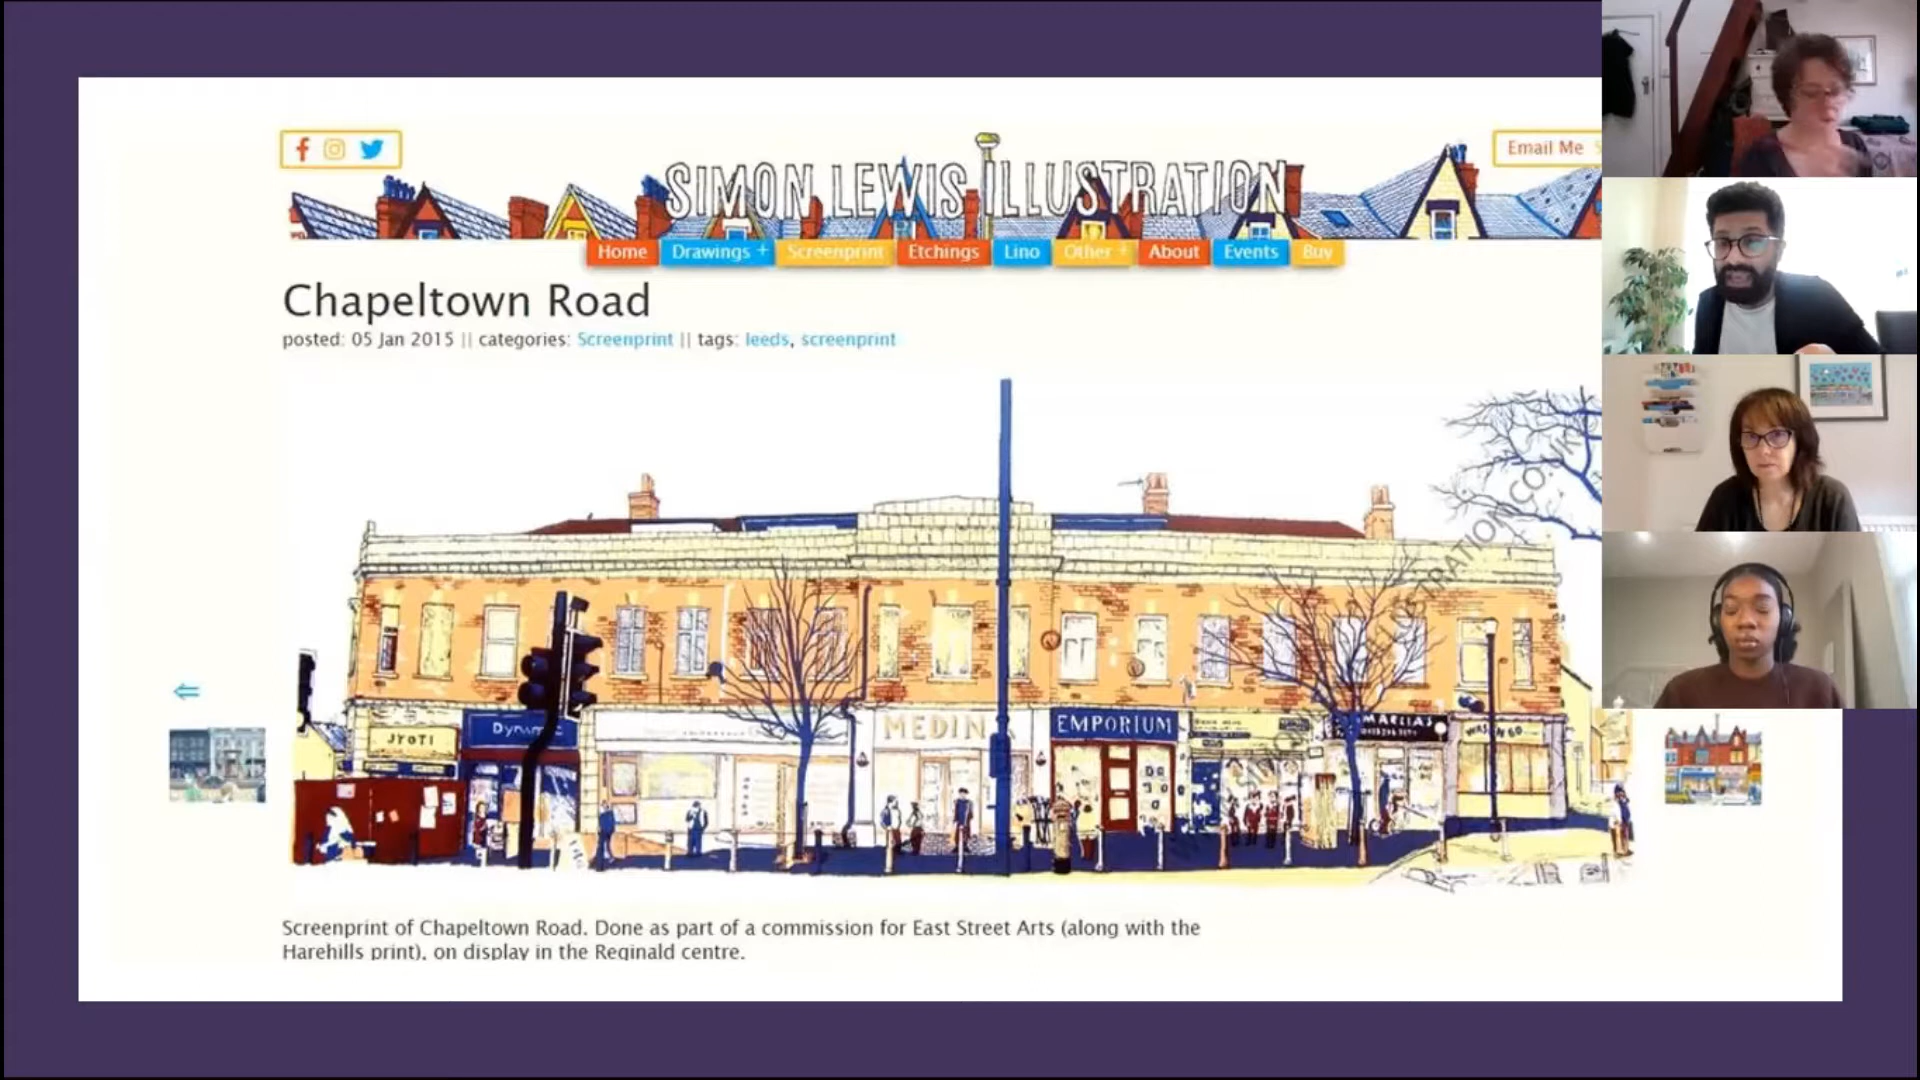 Email Me
SIMON LEWIS ILLUSTRATION
Home Drawings + Screenprint Etchings Lino Other + About Events Buy
Chapeltown Road
posted: 05 Jan 2015 || categories: Screenprint || tags: leeds, screenprint
JYOTI
MEDIN
EMPORIUM
Screenprint of Chapeltown Road. Done as part of a commission for East Street Arts (along with the
Harehills print), on display in the Reginald centre.